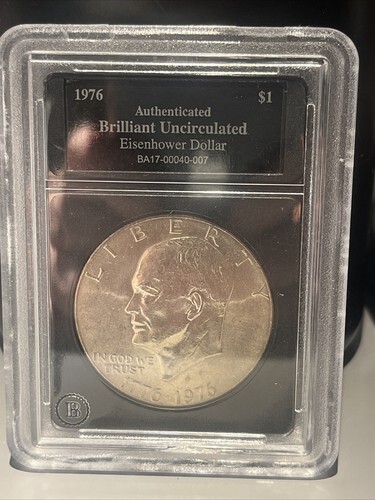 1976 $1
Authenticated
Brilliant Uncirculated
Eisenhower Dollar
BA17-00040-007
LIBERTY
IN GOD WE
TRUST
1776-1976
B